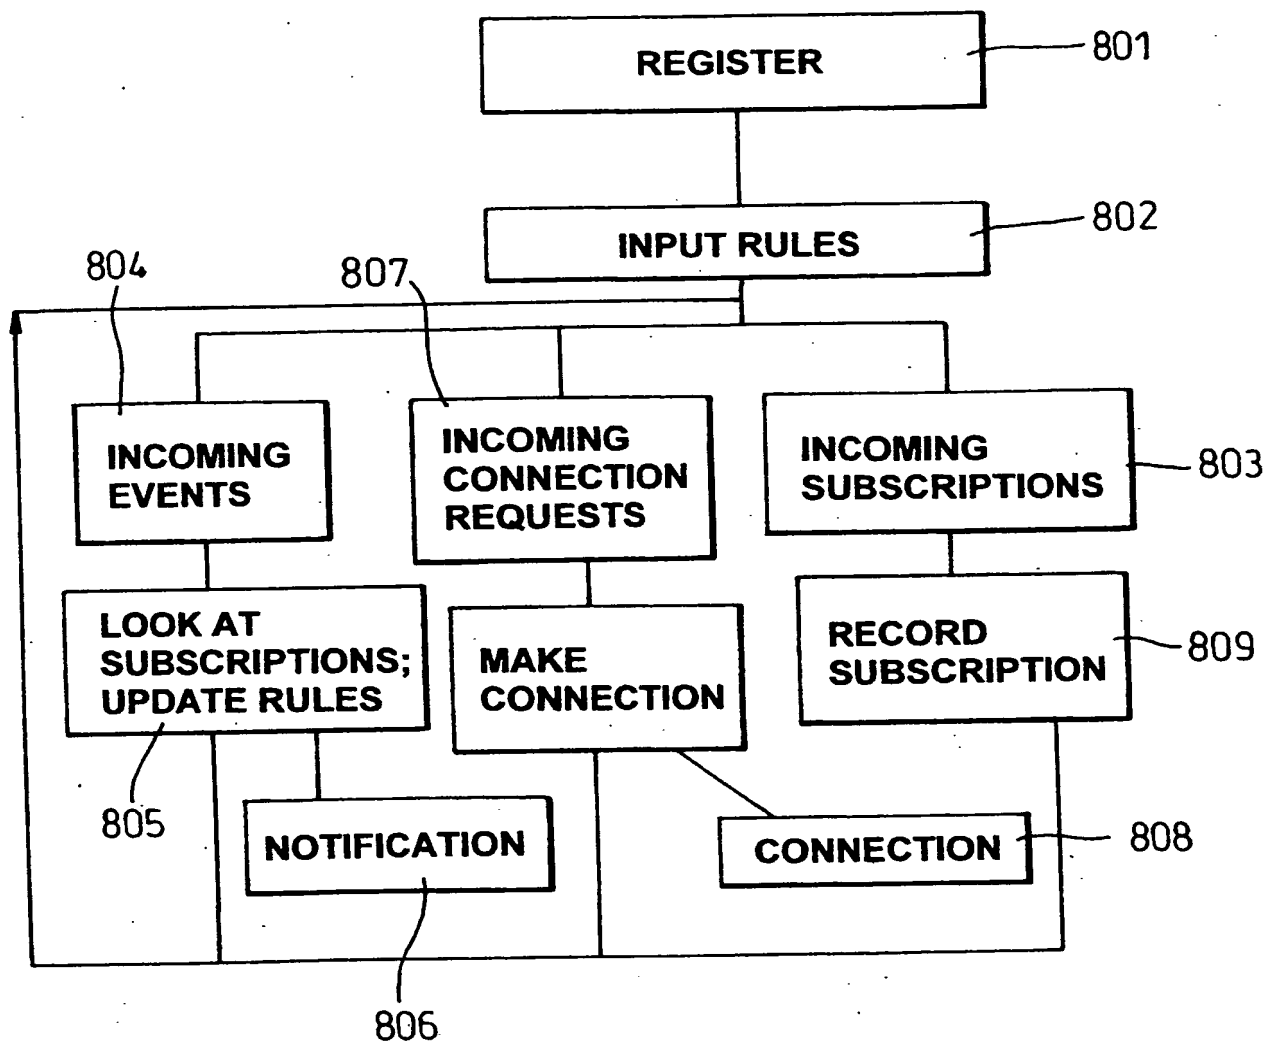 REGISTER
801
INPUT RULES
802
804
807
INCOMING
EVENTS
INCOMING
CONNECTION
REQUESTS
INCOMING
SUBSCRIPTIONS
803
LOOK AT
SUBSCRIPTIONS;
UPDATE RULES
MAKE
CONNECTION
RECORD
SUBSCRIPTION
809
805
NOTIFICATION
CONNECTION
808
806